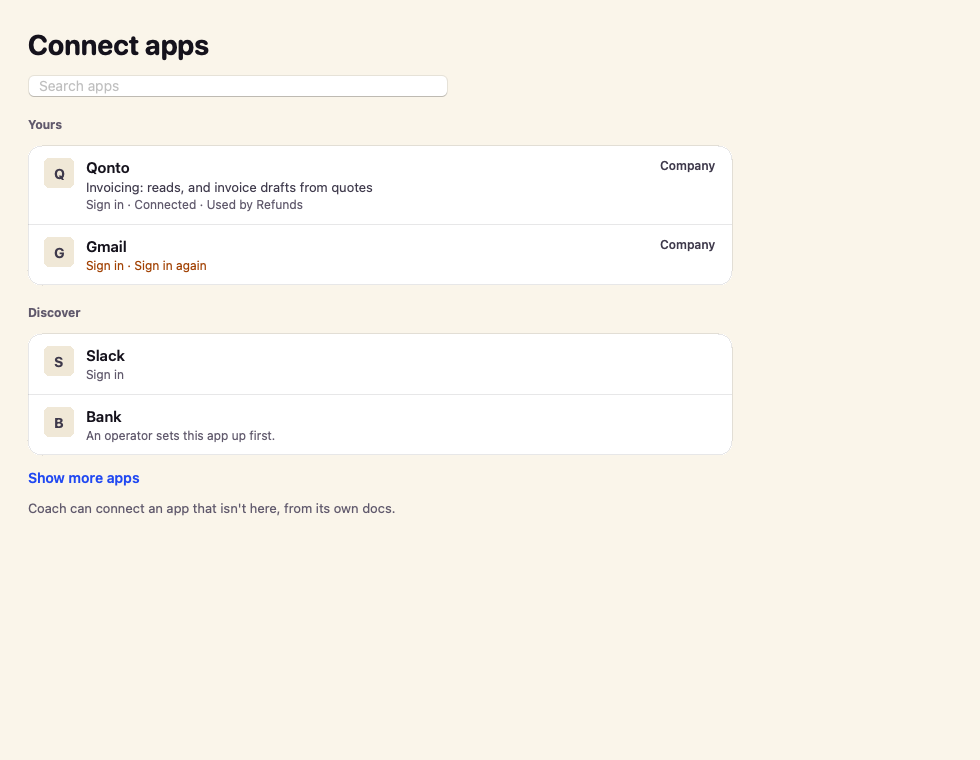 Connect apps
Search apps
Yours
Q
Qonto
Company
Invoicing: reads, and invoice drafts from quotes
Sign in · Connected · Used by Refunds
G
Gmail
Company
Sign in · Sign in again
Discover
S
Slack
Sign in
B
Bank
An operator sets this app up first.
Show more apps
Coach can connect an app that isn't here, from its own docs.